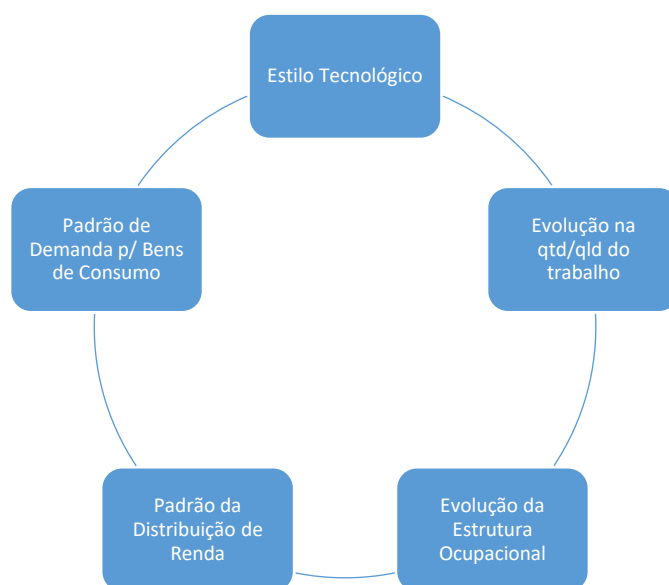 Estilo Tecnológico
Evolução na
qtd/qld do
trabalho
Evolução da
Estrutura
Ocupacional
Padrão da
Distribuição de
Renda
Padrão de
Demanda p/ Bens
de Consumo